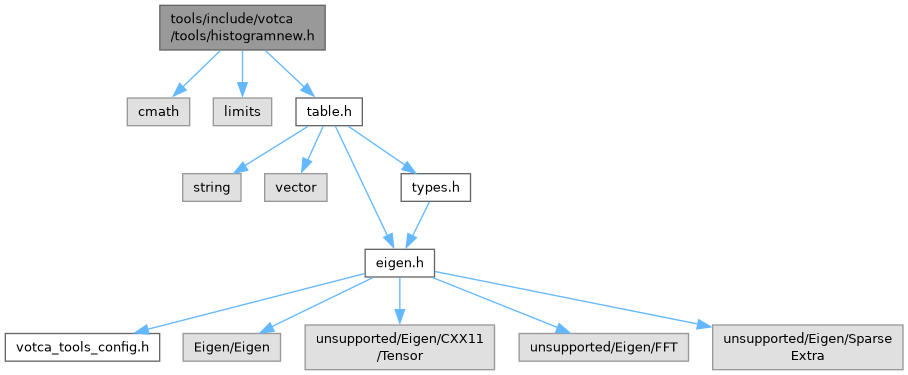 tools/include/votca
/tools/histogramnew.h
cmath
limits
table.h
string
vector
types.h
eigen.h
votca_tools_config.h
Eigen/Eigen
unsupported/Eigen/CXX11
/Tensor
unsupported/Eigen/FFT
unsupported/Eigen/Sparse
Extra